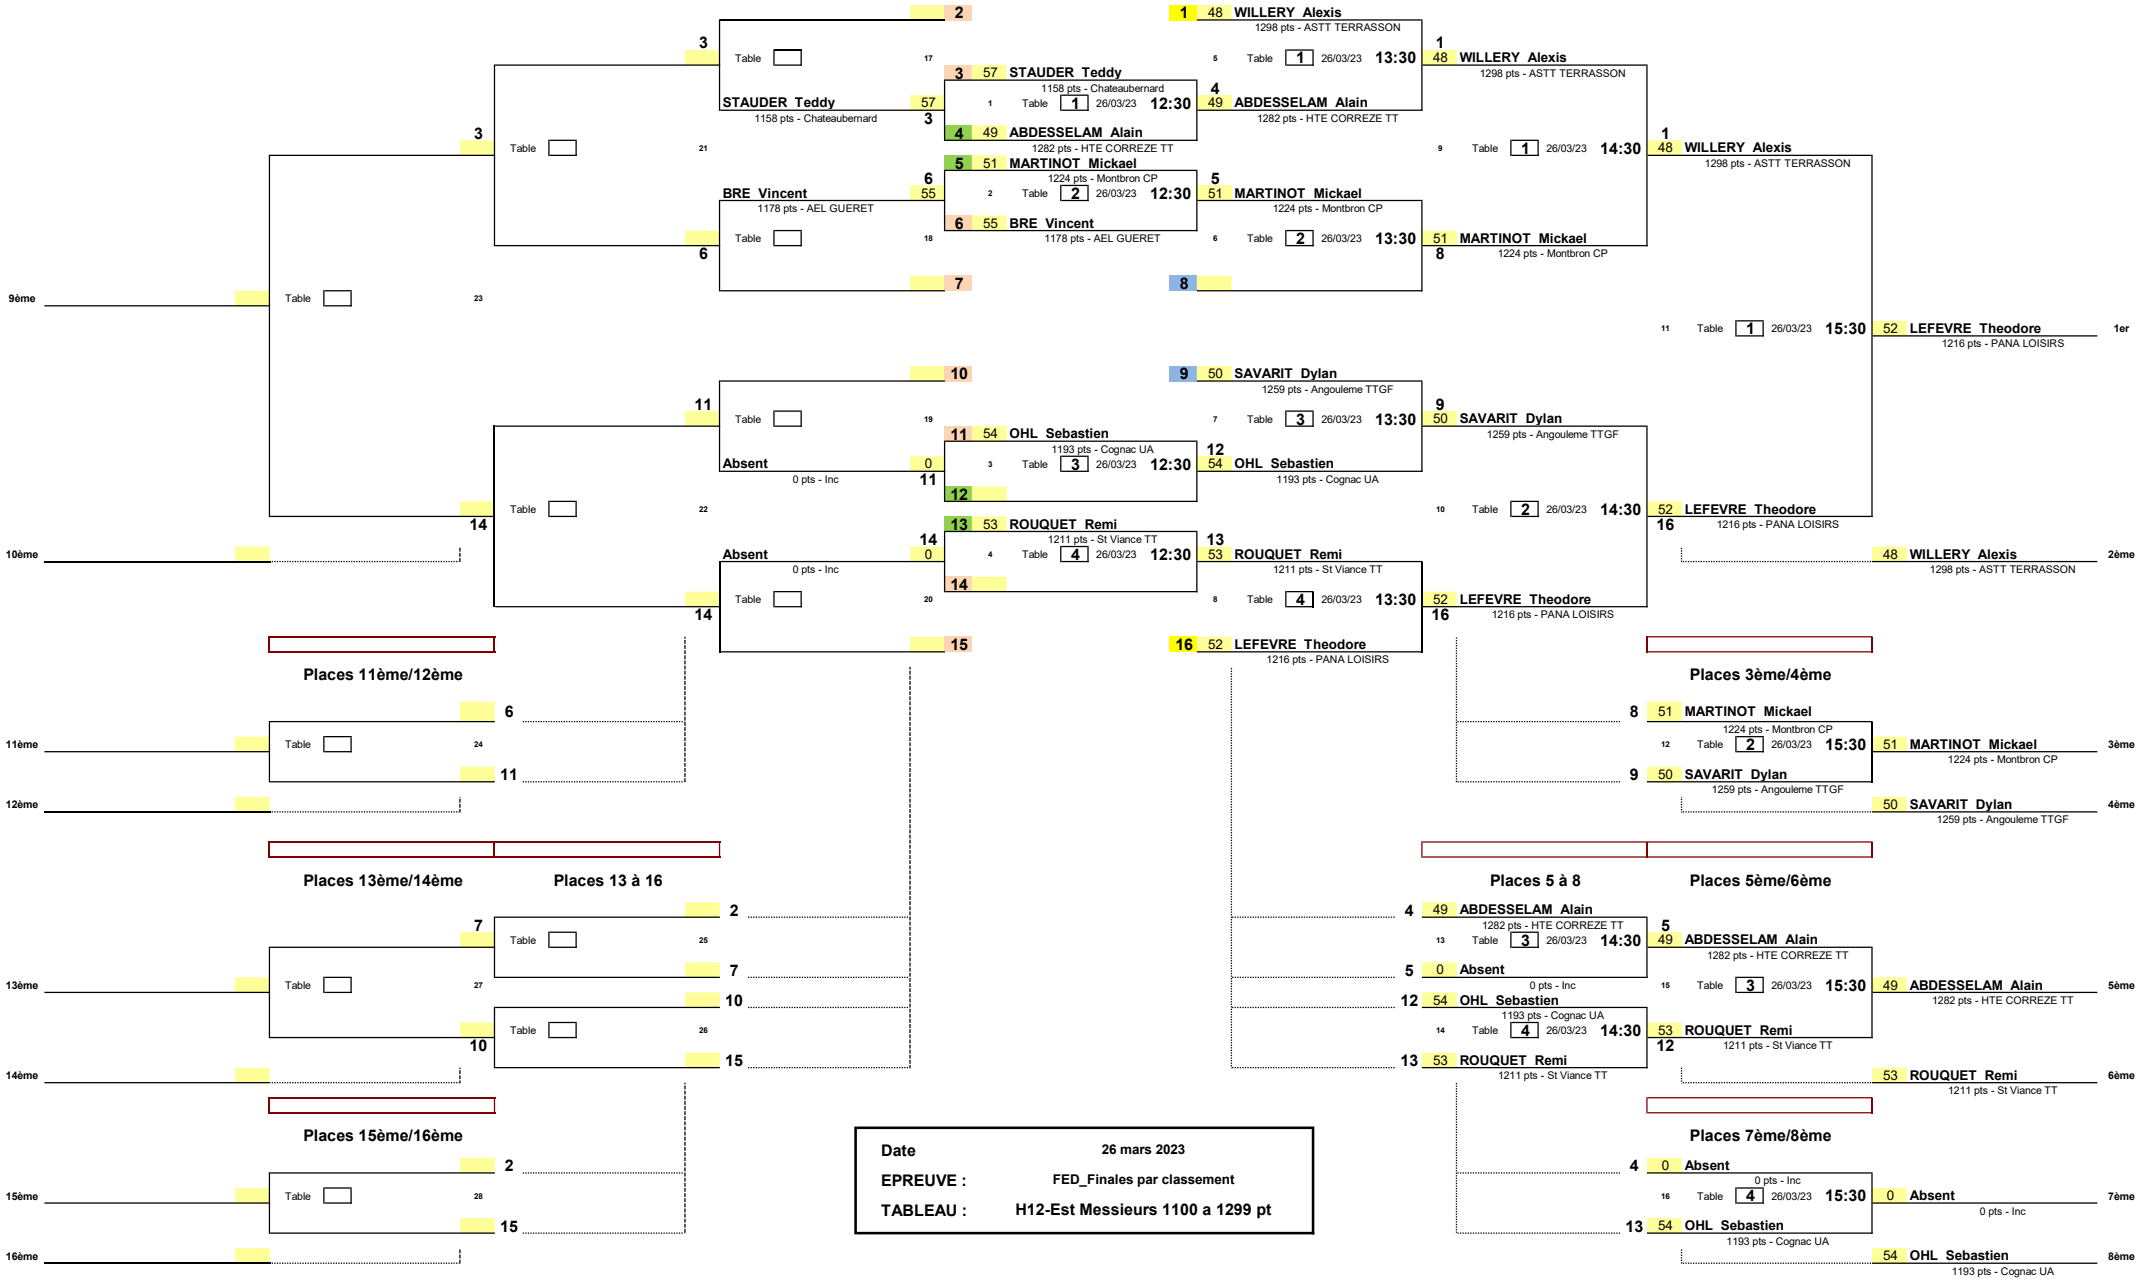 2
1 48 WILLERY Alexis
1298 pts - ASTT TERRASSON
3
1
Table
17
5 Table 1 26/03/23 13:30 48 WILLERY Alexis
1298 pts - ASTT TERRASSON
3 57 STAUDER Teddy
1158 pts - Chateaubernard
4
STAUDER Teddy 57
1158 pts - Chateaubernard
3
1 Table 1 26/03/23 12:30 49 ABDESSELAM Alain
1282 pts - HTE CORREZE TT
4 49 ABDESSELAM Alain
1282 pts - HTE CORREZE TT
3
1
Table
21
9 Table 1 26/03/23 14:30 48 WILLERY Alexis
1298 pts - ASTT TERRASSON
5 51 MARTINOT Mickael
1224 pts - Montbron CP
6
5
BRE Vincent 55
1178 pts - AEL GUERET
2 Table 2 26/03/23 12:30 51 MARTINOT Mickael
1224 pts - Montbron CP
6 55 BRE Vincent
1178 pts - AEL GUERET
Table
18
6
6 Table 2 26/03/23 13:30 51 MARTINOT Mickael
8
1224 pts - Montbron CP
7
8
9ème
Table
23
11 Table 1 26/03/23 15:30 52 LEFEVRE Theodore 1er
1216 pts - PANA LOISIRS
10
9 50 SAVARIT Dylan
1259 pts - Angouleme TTGF
11
9
Table
19
7 Table 3 26/03/23 13:30 50 SAVARIT Dylan
1259 pts - Angouleme TTGF
11 54 OHL Sebastien
1193 pts - Cognac UA
12
Absent 0
0 pts - Inc
11
3 Table 3 26/03/23 12:30 54 OHL Sebastien
1193 pts - Cognac UA
12
Table
22
14
10 Table 2 26/03/23 14:30 52 LEFEVRE Theodore
16
1216 pts - PANA LOISIRS
13 53 ROUQUET Remi
1211 pts - St Viance TT
14
13
10ème
Absent 0
0 pts - Inc
4 Table 4 26/03/23 12:30 53 ROUQUET Remi
1211 pts - St Viance TT
48 WILLERY Alexis 2ème
1298 pts - ASTT TERRASSON
14
Table
20
14
8 Table 4 26/03/23 13:30 52 LEFEVRE Theodore
16
1216 pts - PANA LOISIRS
15
16 52 LEFEVRE Theodore
1216 pts - PANA LOISIRS
Places 11ème/12ème
Places 3ème/4ème
6
8 51 MARTINOT Mickael
1224 pts - Montbron CP
11ème
Table
24
12 Table 2 26/03/23 15:30 51 MARTINOT Mickael 3ème
1224 pts - Montbron CP
11
9 50 SAVARIT Dylan
1259 pts - Angouleme TTGF
12ème
50 SAVARIT Dylan 4ème
1259 pts - Angouleme TTGF
Places 13ème/14ème Places 13 à 16
Places 5 à 8 Places 5ème/6ème
2
4 49 ABDESSELAM Alain
1282 pts - HTE CORREZE TT
7
5
Table
25
13 Table 3 26/03/23 14:30 49 ABDESSELAM Alain
1282 pts - HTE CORREZE TT
7
5 0 Absent
0 pts - Inc
13ème
Table
27
15 Table 3 26/03/23 15:30 49 ABDESSELAM Alain 5ème
1282 pts - HTE CORREZE TT
10
12 54 OHL Sebastien
1193 pts - Cognac UA
Table
26
10
14 Table 4 26/03/23 14:30 53 ROUQUET Remi
12
1211 pts - St Viance TT
15
13 53 ROUQUET Remi
1211 pts - St Viance TT
14ème
53 ROUQUET Remi 6ème
1211 pts - St Viance TT
Places 15ème/16ème
Places 7ème/8ème
Date 26 mars 2023
EPREUVE : FED_Finales par classement
TABLEAU : H12-Est Messieurs 1100 a 1299 pt
2
4 0 Absent
0 pts - Inc
15ème
Table
28
16 Table 4 26/03/23 15:30 0 Absent 7ème
0 pts - Inc
15
13 54 OHL Sebastien
1193 pts - Cognac UA
16ème
54 OHL Sebastien 8ème
1193 pts - Cognac UA